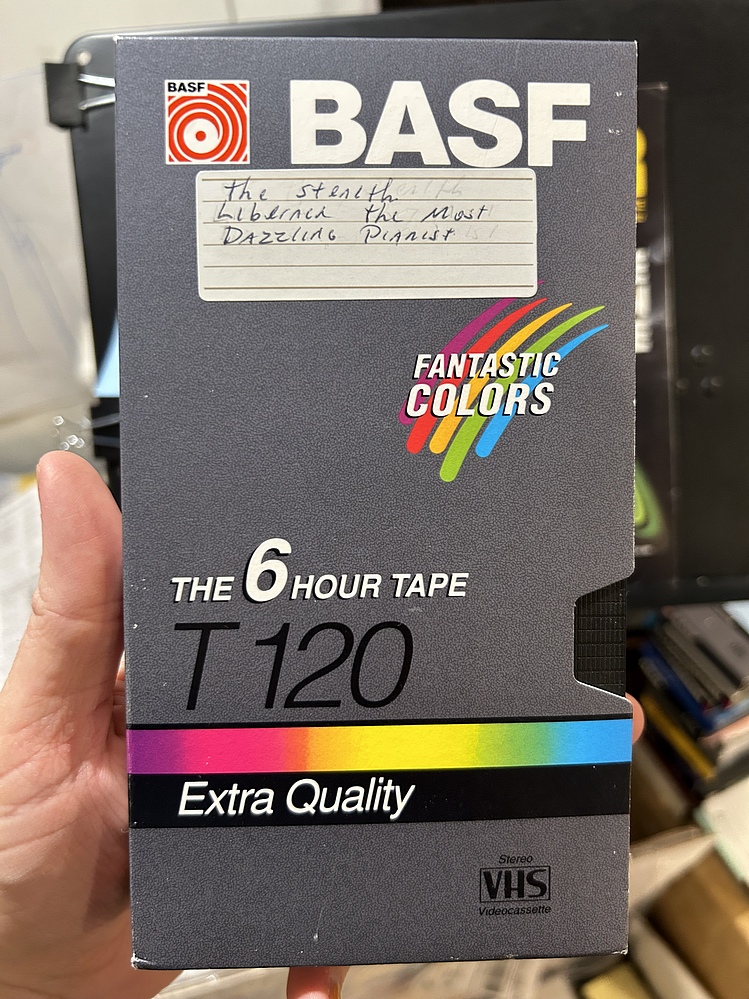 BASF
BASF
the stealth
Liberace the Most
Dazzling Pianist
FANTASTIC
COLORS
THE 6 HOUR TAPE
T 120
Extra Quality
Stereo
VHS
Videocassette